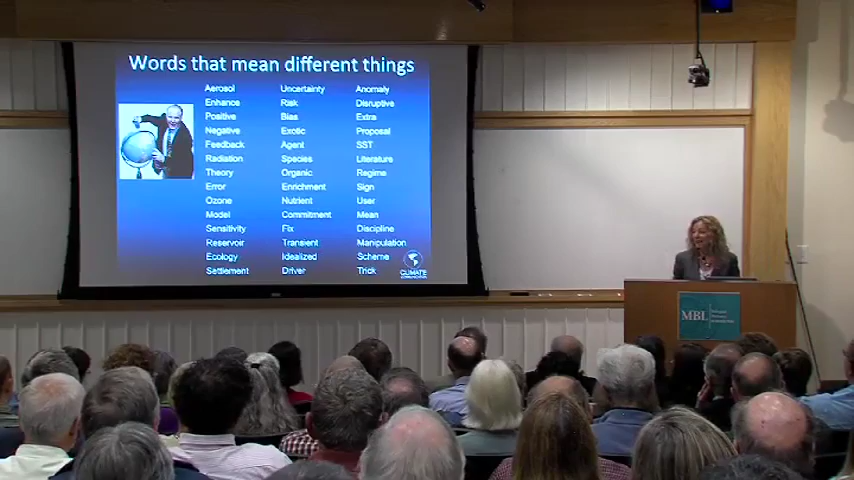 Words that mean different things
Aerosol Uncertainty Anomaly
Enhance Risk Disruptive
Positive Bias Extra
Negative Exotic Proposal
Feedback Agent SST
Radiation Species Literature
Theory Organic Regime
Error Enrichment Sign
Ozone Nutrient User
Model Commitment Mean
Sensitivity Fix Discipline
Reservoir Transient Manipulation
Ecology Idealized Scheme
Settlement Driver Trick
CLIMATE
COMMUNICATION
MBL